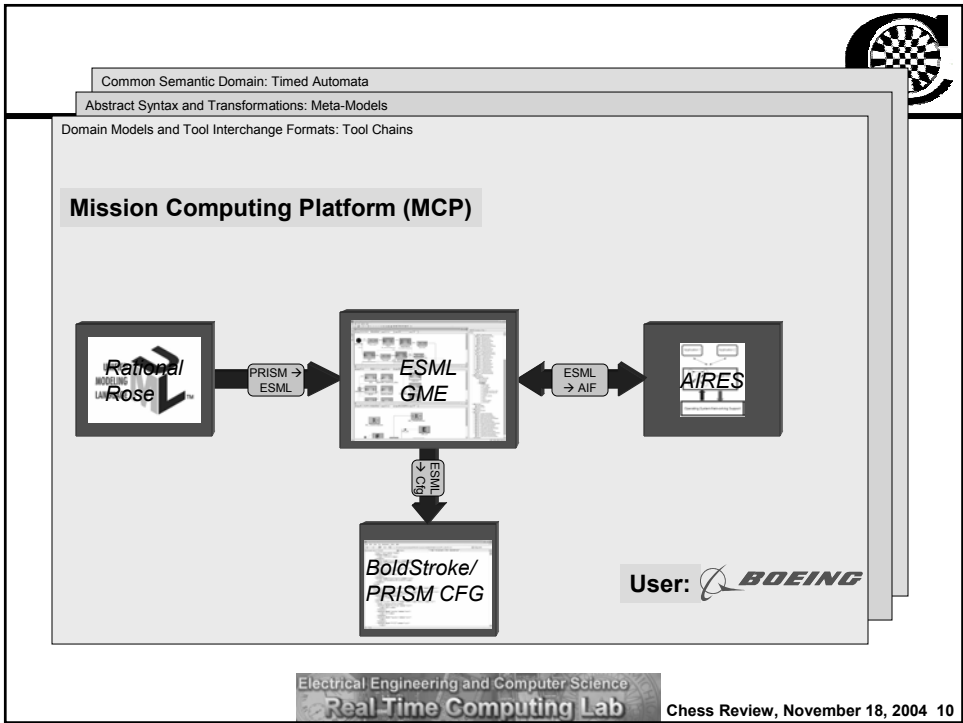 Common Semantic Domain: Timed Automata
Abstract Syntax and Transformations: Meta-Models
Domain Models and Tool Interchange Formats: Tool Chains
Mission Computing Platform (MCP)
Rational
Rose
MODELING
TM
PRISM →
ESML
ESML
GME
ESML
→ AIF
AIRES
ESML
→ Cfg
BoldStroke/
PRISM CFG
User: BOEING
Electrical Engineering and Computer Science
Real-Time Computing Lab
Chess Review, November 18, 2004 10